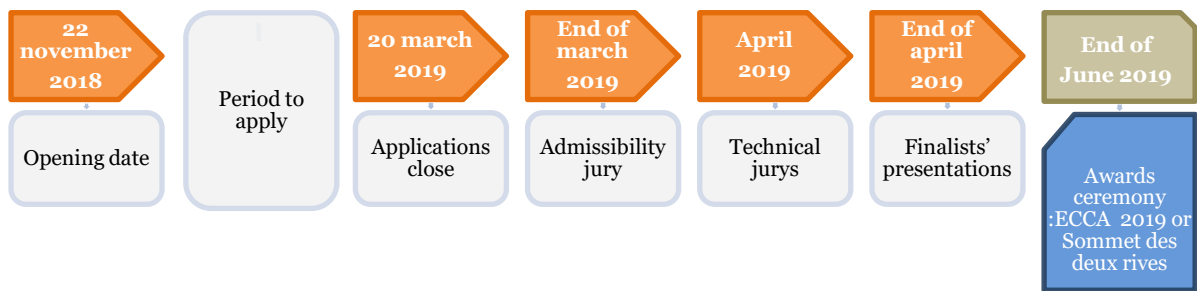 22
november
2018
Opening date
Period to
apply
20 march
2019
Applications
close
End of
march
2019
Admissibility
jury
April
2019
Technical
jurys
End of
april
2019
Finalists'
presentations
End of
June 2019
Awards
ceremony
:ECCA 2019 or
Sommet des
deux rives